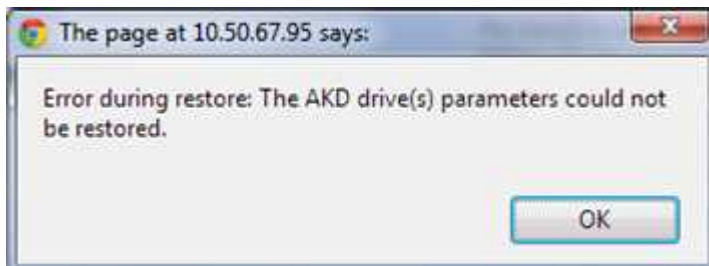 The page at 10.50.67.95 says:
Error during restore: The AKD drive(s) parameters could not
be restored.
OK